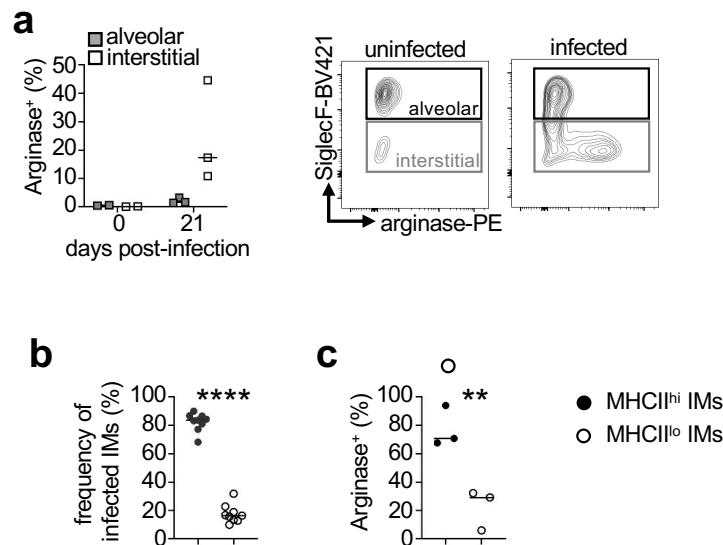 a
alveolar
interstitial
50
40
30
20
10
0
Arginase⁺ (%)
0 21
days post-infection
uninfected infected
SiglecF-BV421
alveolar
interstitial
arginase-PE
b
100
80
60
40
20
0
frequency of
infected IMs (%)
****
c
100
80
60
40
20
0
Arginase⁺ (%)
**
MHCIIʰⁱ IMs
MHCIIˡᵒ IMs